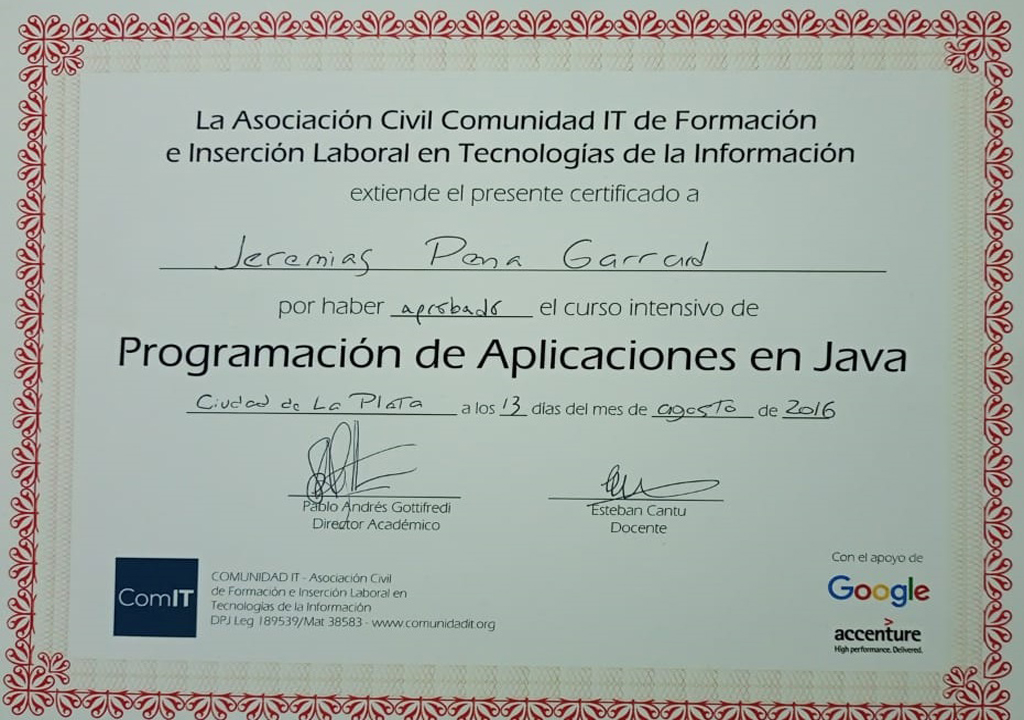 La Asociación Civil Comunidad IT de Formación
e Inserción Laboral en Tecnologías de la Información
extiende el presente certificado a
Jeremias Pena Garrard
por haber aprobado el curso intensivo de
Programación de Aplicaciones en Java
Ciudad de La Plata a los 13 días del mes de agosto de 2016
Pablo Andrés Gottifredi
Director Académico
Esteban Cantu
Docente
ComIT
COMUNIDAD IT - Asociación Civil
de Formación e Inserción Laboral en
Tecnologías de la Información
DPJ Leg 189539/Mat 38583 - www.comunidadit.org
Con el apoyo de
Google
accenture
High performance. Delivered.